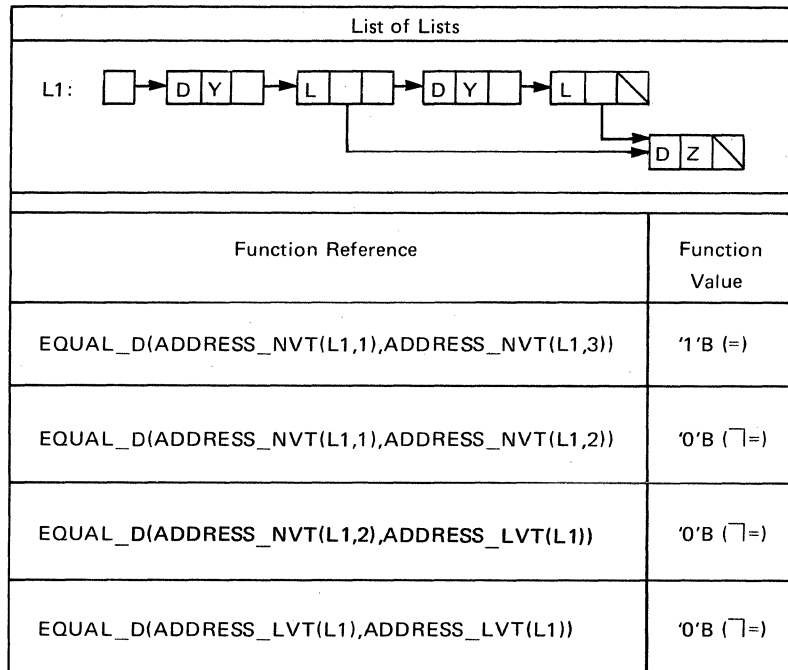 List of Lists
L1: D Y L D Y L
D Z
Function Reference Function
Value
EQUAL_D(ADDRESS_NVT(L1,1),ADDRESS_NVT(L1,3)) '1'B (=)
EQUAL_D(ADDRESS_NVT(L1,1),ADDRESS_NVT(L1,2)) '0'B (¬=)
EQUAL_D(ADDRESS_NVT(L1,2),ADDRESS_LVT(L1)) '0'B (¬=)
EQUAL_D(ADDRESS_LVT(L1),ADDRESS_LVT(L1)) '0'B (¬=)